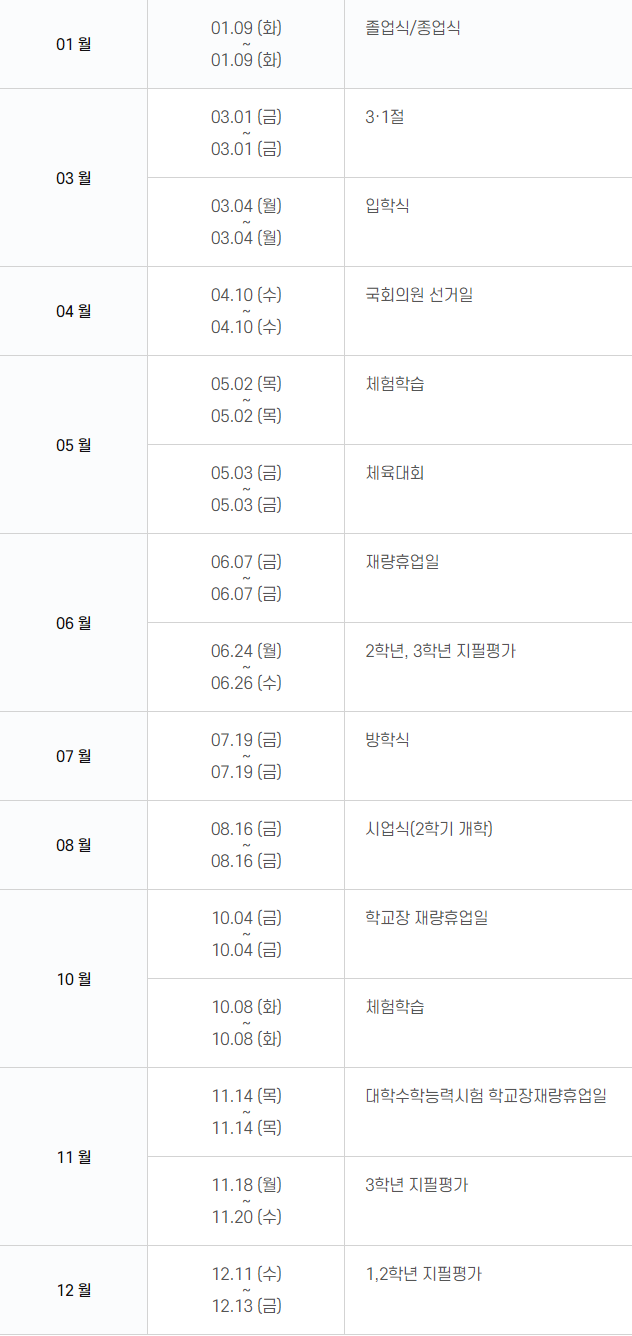 01 월
01.09 (화)
~
01.09 (화)
졸업식/종업식
03 월
03.01 (금)
~
03.01 (금)
3·1절
03.04 (월)
~
03.04 (월)
입학식
04 월
04.10 (수)
~
04.10 (수)
국회의원 선거일
05 월
05.02 (목)
~
05.02 (목)
체험학습
05.03 (금)
~
05.03 (금)
체육대회
06 월
06.07 (금)
~
06.07 (금)
재량휴업일
06.24 (월)
~
06.26 (수)
2학년, 3학년 지필평가
07 월
07.19 (금)
~
07.19 (금)
방학식
08 월
08.16 (금)
~
08.16 (금)
시업식(2학기 개학)
10 월
10.04 (금)
~
10.04 (금)
학교장 재량휴업일
10.08 (화)
~
10.08 (화)
체험학습
11 월
11.14 (목)
~
11.14 (목)
대학수학능력시험 학교장재량휴업일
11.18 (월)
~
11.20 (수)
3학년 지필평가
12 월
12.11 (수)
~
12.13 (금)
1,2학년 지필평가